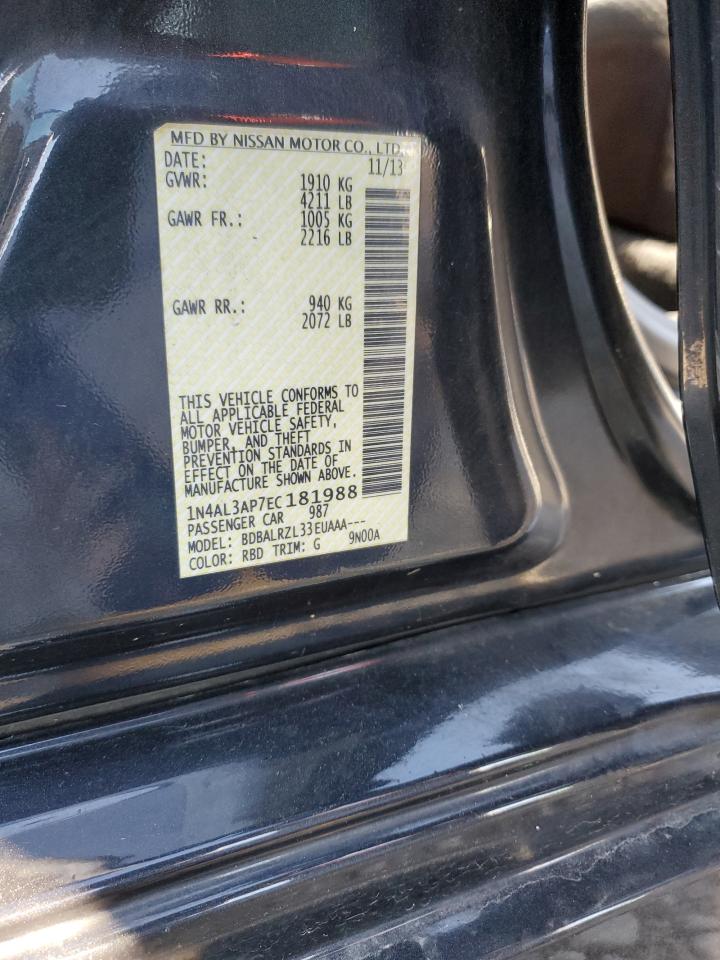 MFD BY NISSAN MOTOR CO., LTD.
DATE: 11/13
GVWR: 1910 KG
4211 LB
GAWR FR.: 1005 KG
2216 LB
GAWR RR.: 940 KG
2072 LB
THIS VEHICLE CONFORMS TO
ALL APPLICABLE FEDERAL
MOTOR VEHICLE SAFETY,
BUMPER, AND THEFT
PREVENTION STANDARDS IN
EFFECT ON THE DATE OF
MANUFACTURE SHOWN ABOVE.
1N4AL3AP7EC181988
PASSENGER CAR 987
MODEL: BDBALRZL33EUAAA---
COLOR: RBD TRIM: G 9N00A